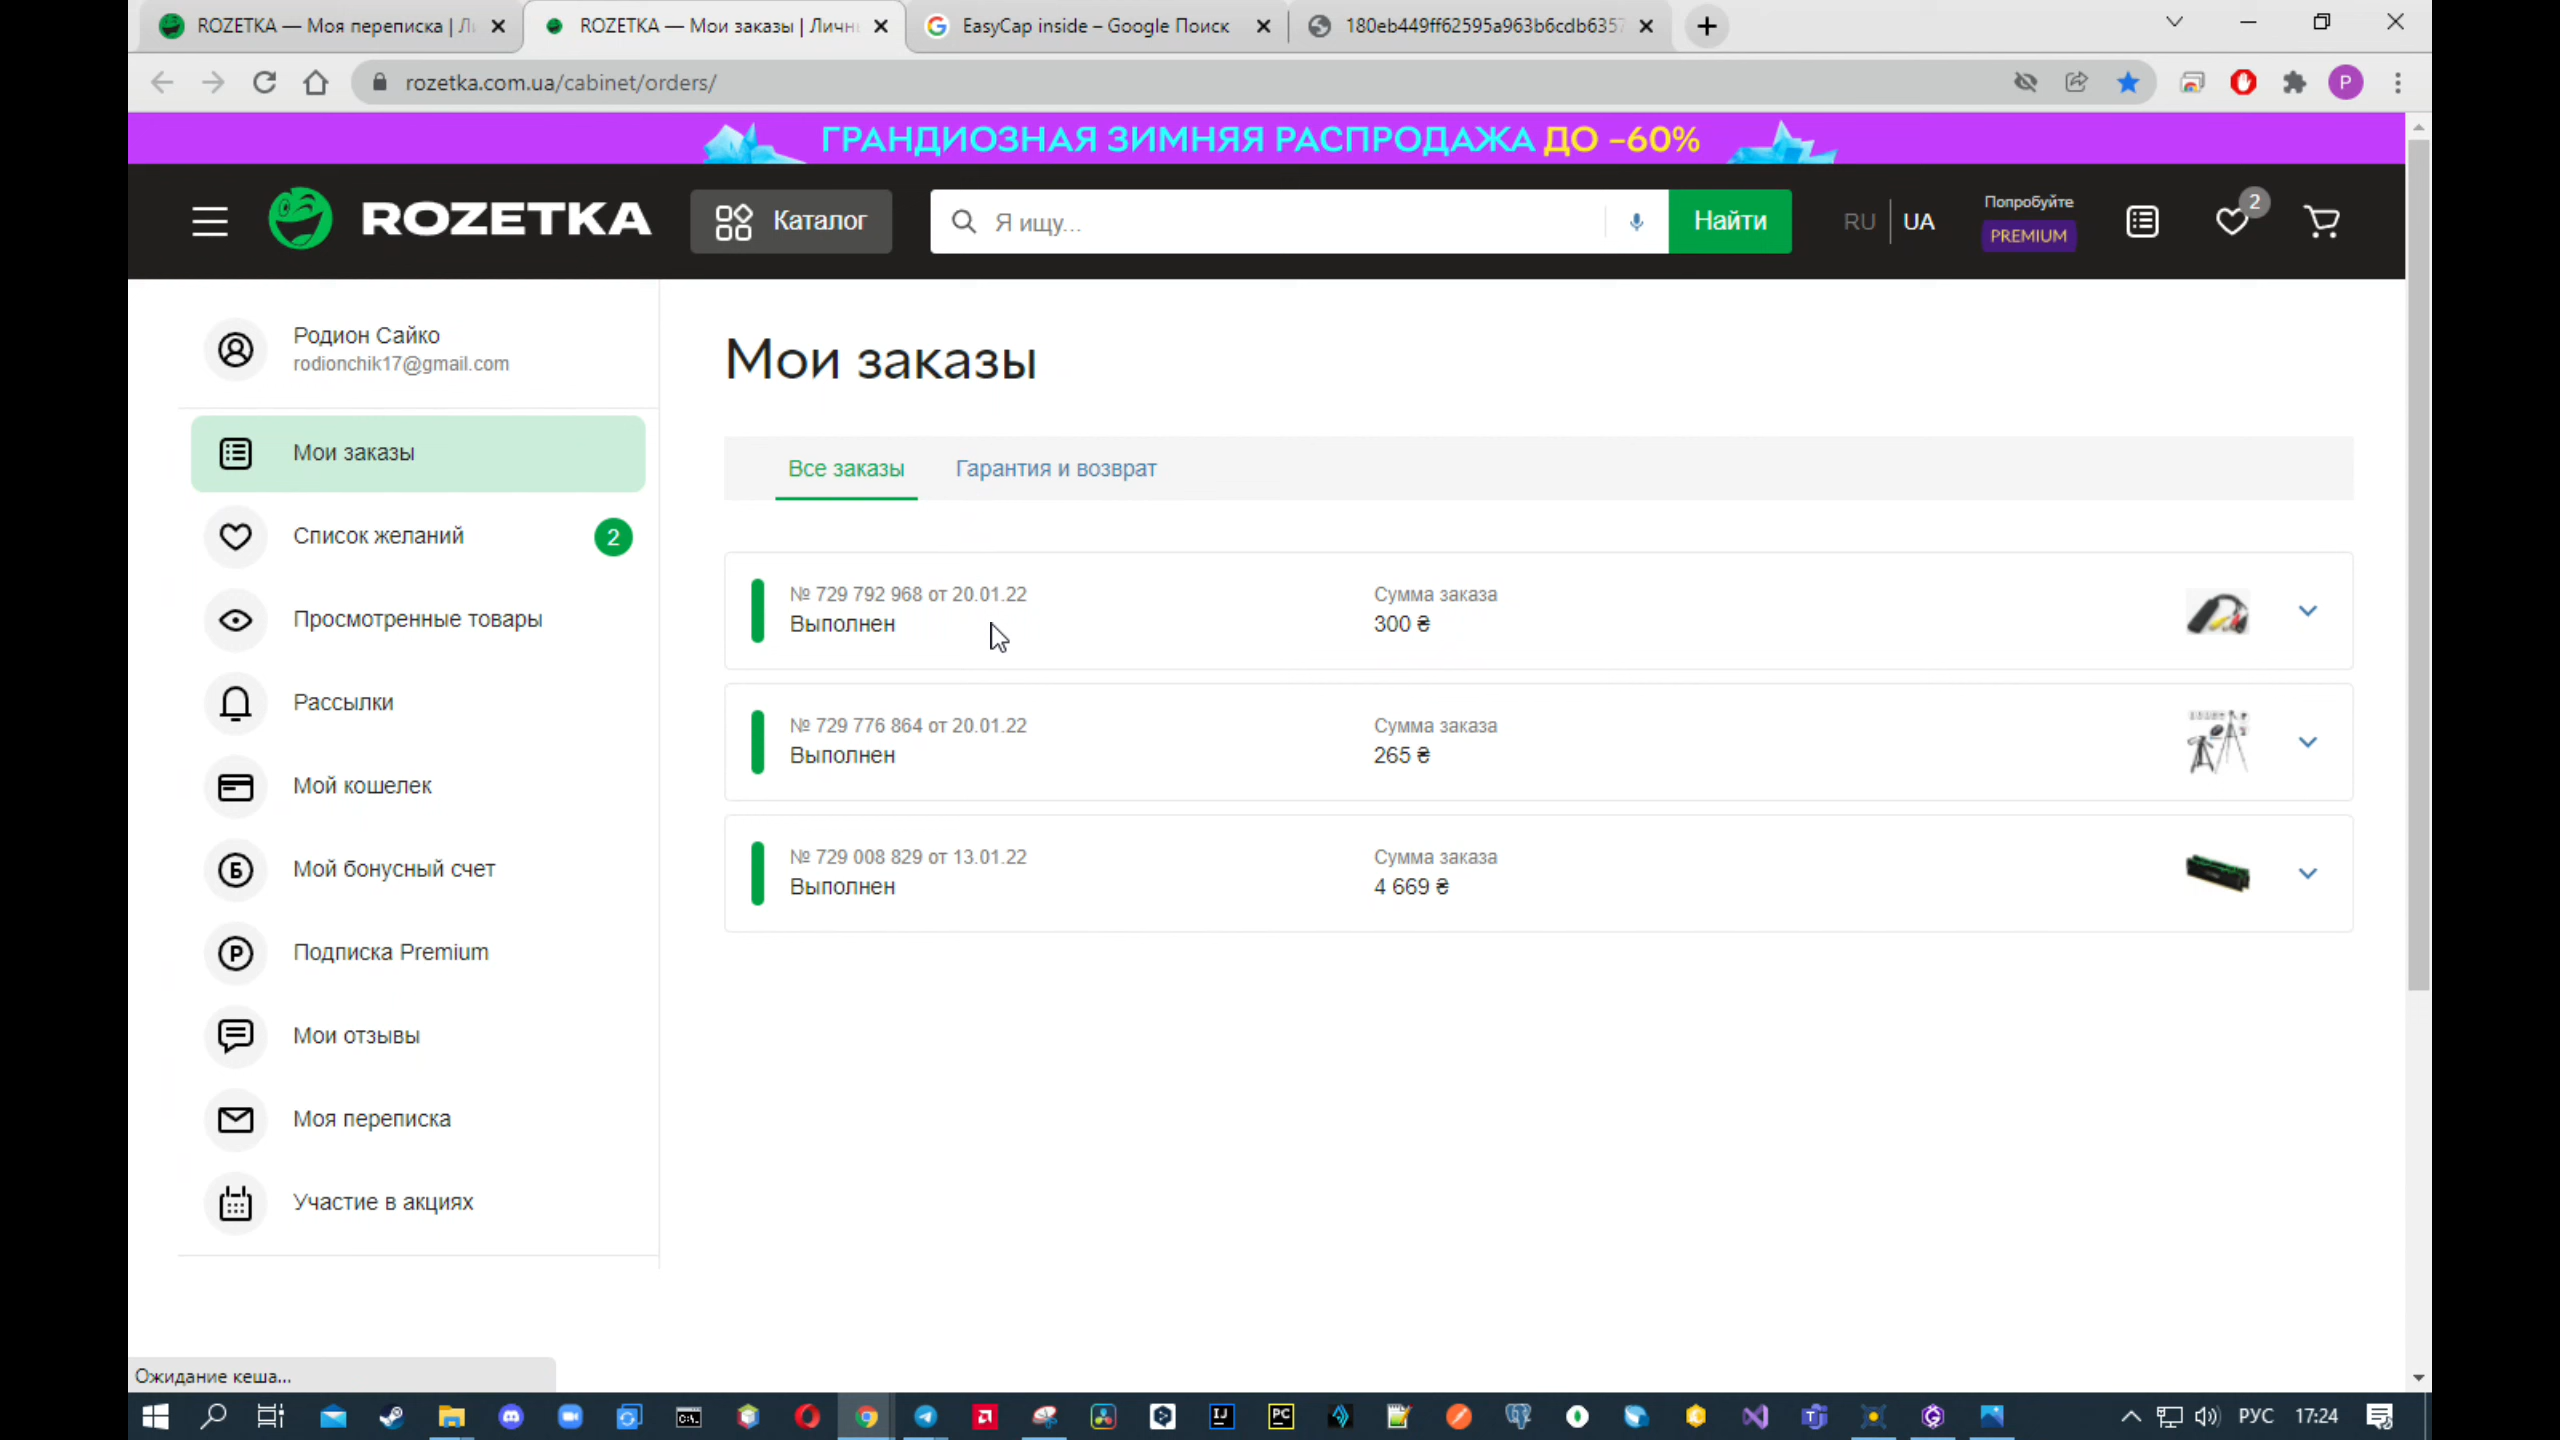 ROZETKA — Моя переписка | Л
ROZETKA — Мои заказы | Личн
EasyCap inside – Google Поиск
180eb449ff62595a963b6cdb6357
rozetka.com.ua/cabinet/orders/
P
ГРАНДИОЗНАЯ ЗИМНЯЯ РАСПРОДАЖА ДО –60%
ROZETKA
Каталог
Я ищу...
Найти
RU
UA
Попробуйте
PREMIUM
2
Родион Сайко
rodionchik17@gmail.com
Мои заказы
Список желаний
2
Просмотренные товары
Рассылки
Мой кошелек
Мой бонусный счет
Подписка Premium
Мои отзывы
Моя переписка
Участие в акциях
Мои заказы
Все заказы
Гарантия и возврат
№ 729 792 968 от 20.01.22
Выполнен
Сумма заказа
300 ₴
№ 729 776 864 от 20.01.22
Выполнен
Сумма заказа
265 ₴
№ 729 008 829 от 13.01.22
Выполнен
Сумма заказа
4 669 ₴
Ожидание кеша...
РУС
17:24